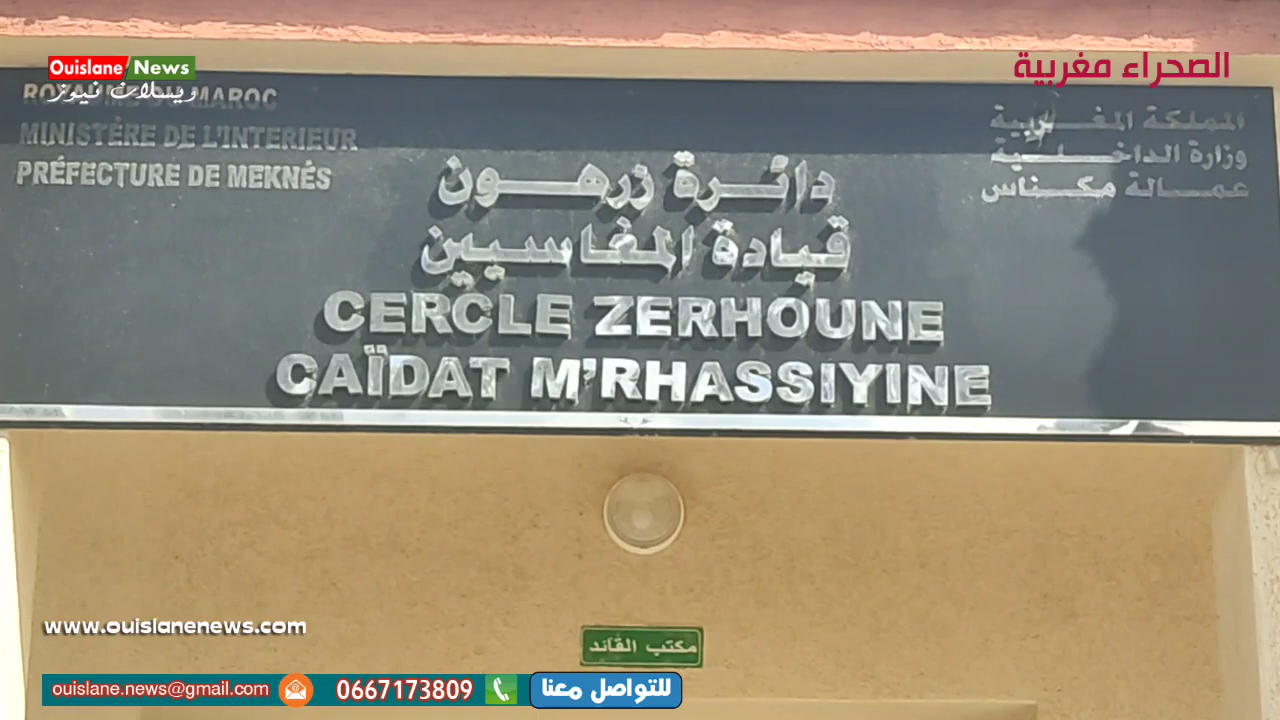 Ouislane News
ويسلان نيوز
الصحراء مغربية
ROYAUME DU MAROC
MINISTÈRE DE L'INTERIEUR
PRÉFECTURE DE MEKNÉS
المملكة المغربية
وزارة الداخلية
عمالة مكناس
دائرة زرهون
قيادة المغاسيين
CERCLE ZERHOUNE
CAÏDAT M'RHASSIYINE
مكتب القائد
www.ouislanenews.com
ouislane.news@gmail.com
0667173809
للتواصل معنا